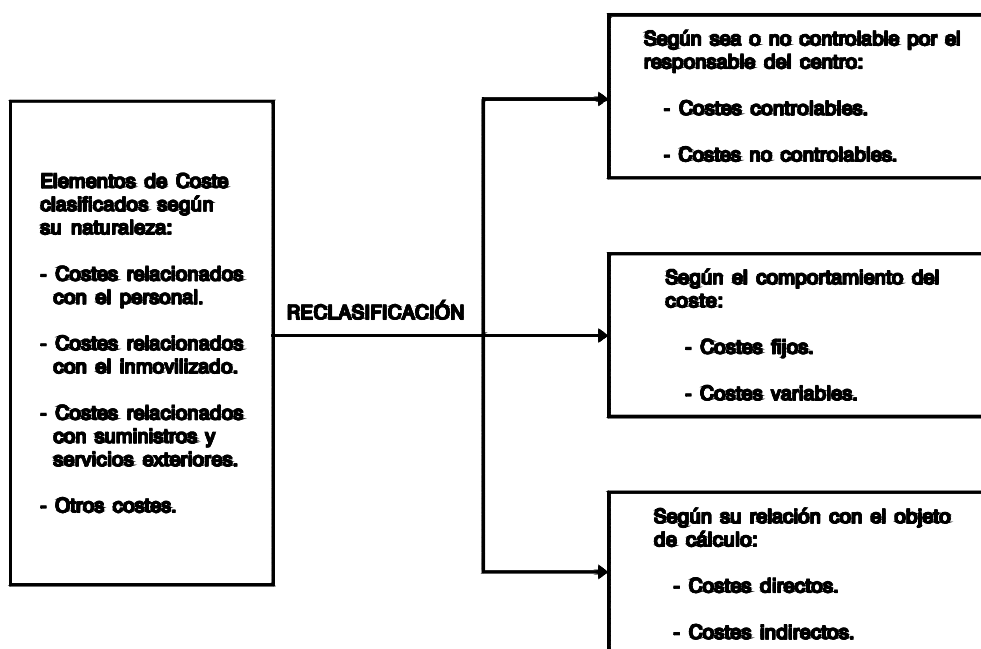 Elementos de Coste
clasificados según
su naturaleza:
- Costes relacionados
con el personal.
- Costes relacionados
con el inmovilizado.
- Costes relacionados
con suministros y
servicios exteriores.
- Otros costes.
RECLASIFICACIÓN
Según sea o no controlable por el
responsable del centro:
- Costes controlables.
- Costes no controlables.
Según el comportamiento del
coste:
- Costes fijos.
- Costes variables.
Según su relación con el objeto
de cálculo:
- Costes directos.
- Costes indirectos.